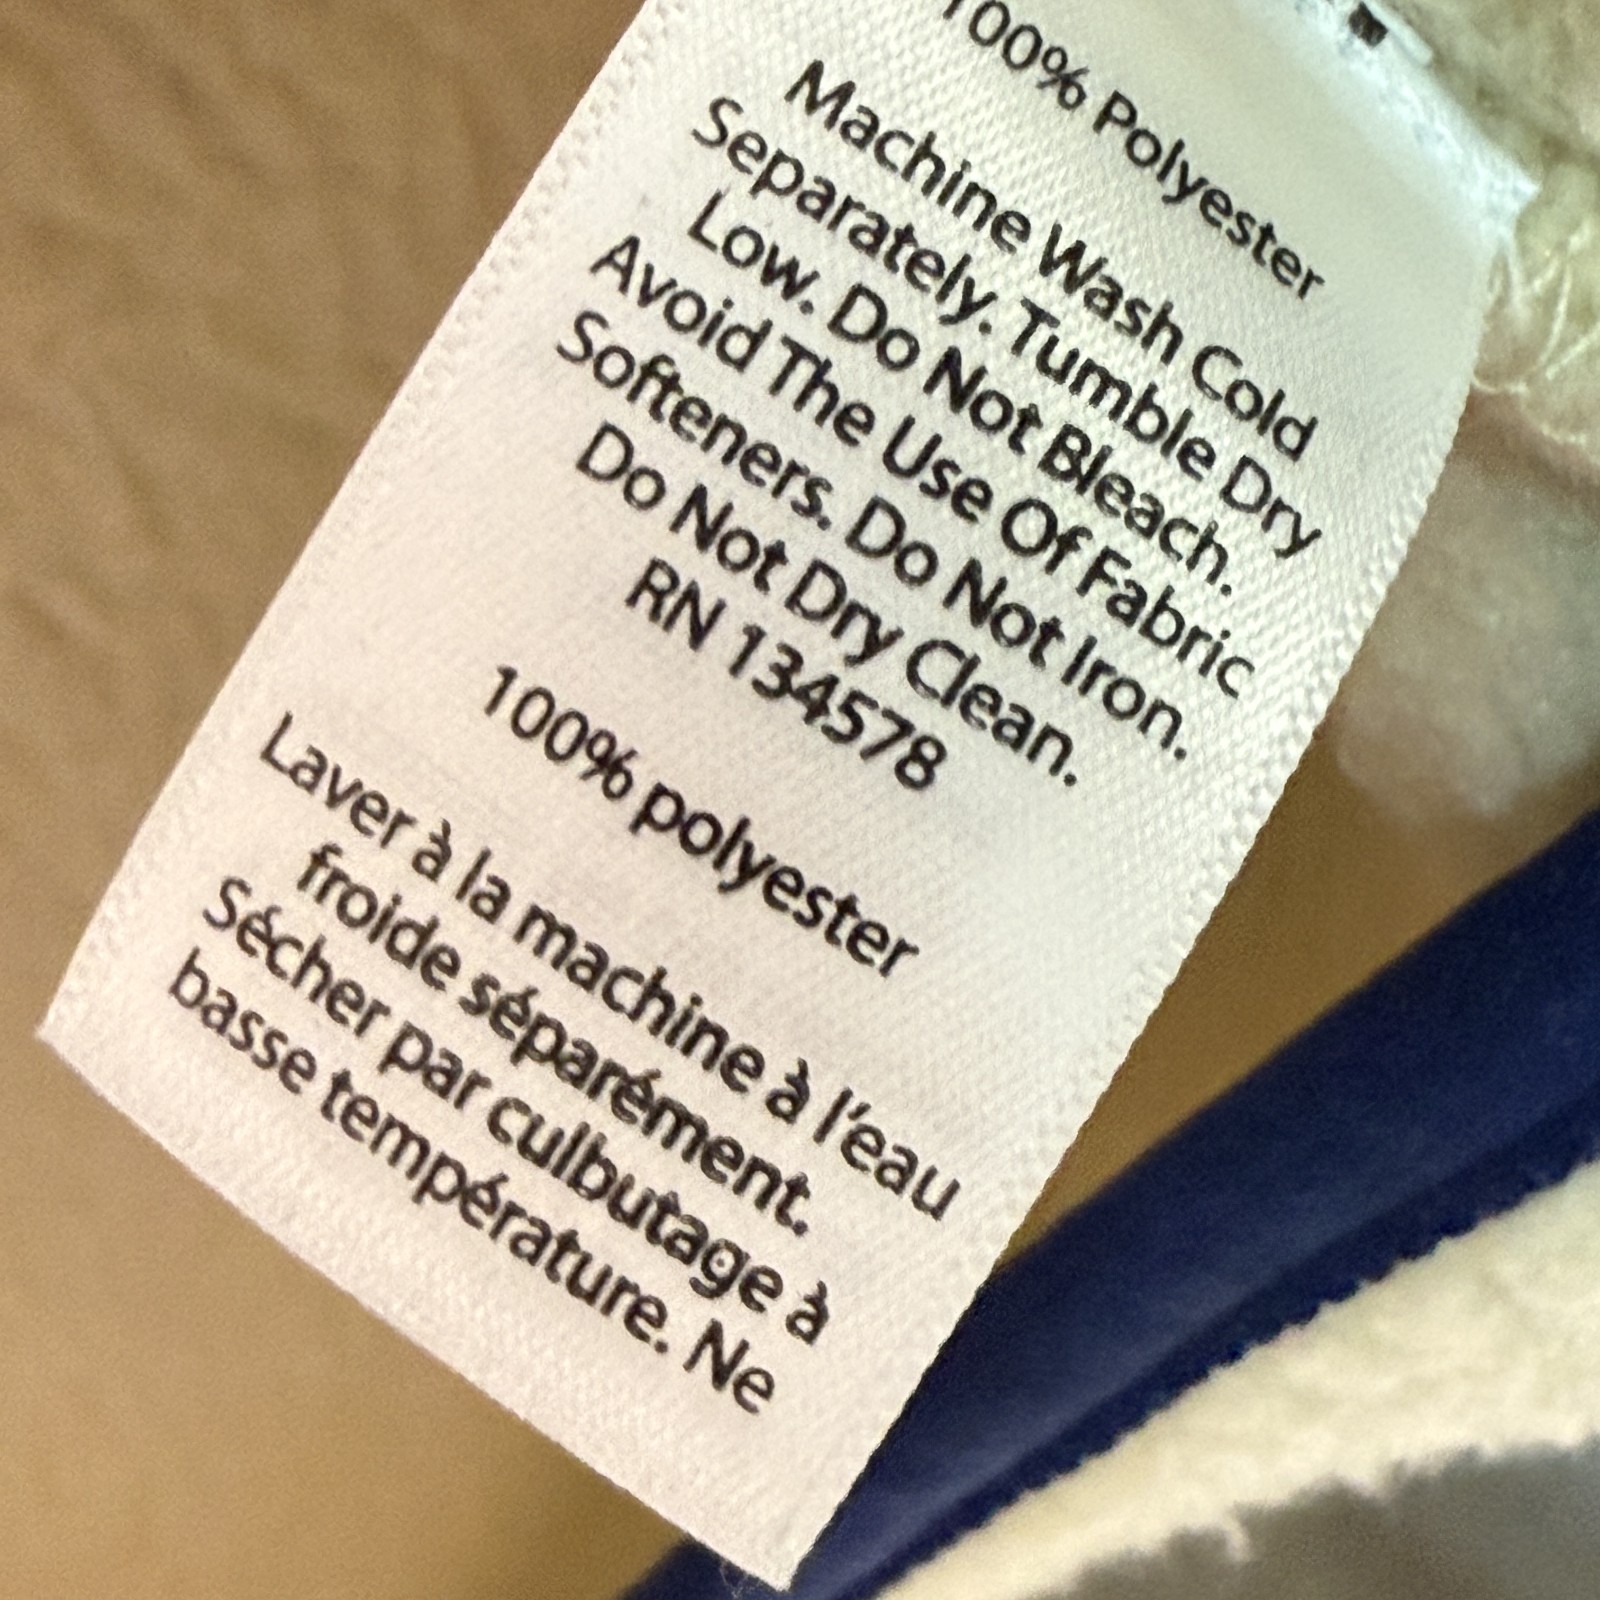 100% Polyester
Machine Wash Cold
Separately. Tumble Dry
Low. Do Not Bleach.
Avoid The Use Of Fabric
Softeners. Do Not Iron.
Do Not Dry Clean.
RN 134578
100% polyester
Laver à la machine à l'eau
froide séparément.
Sécher par culbutage à
basse température. Ne